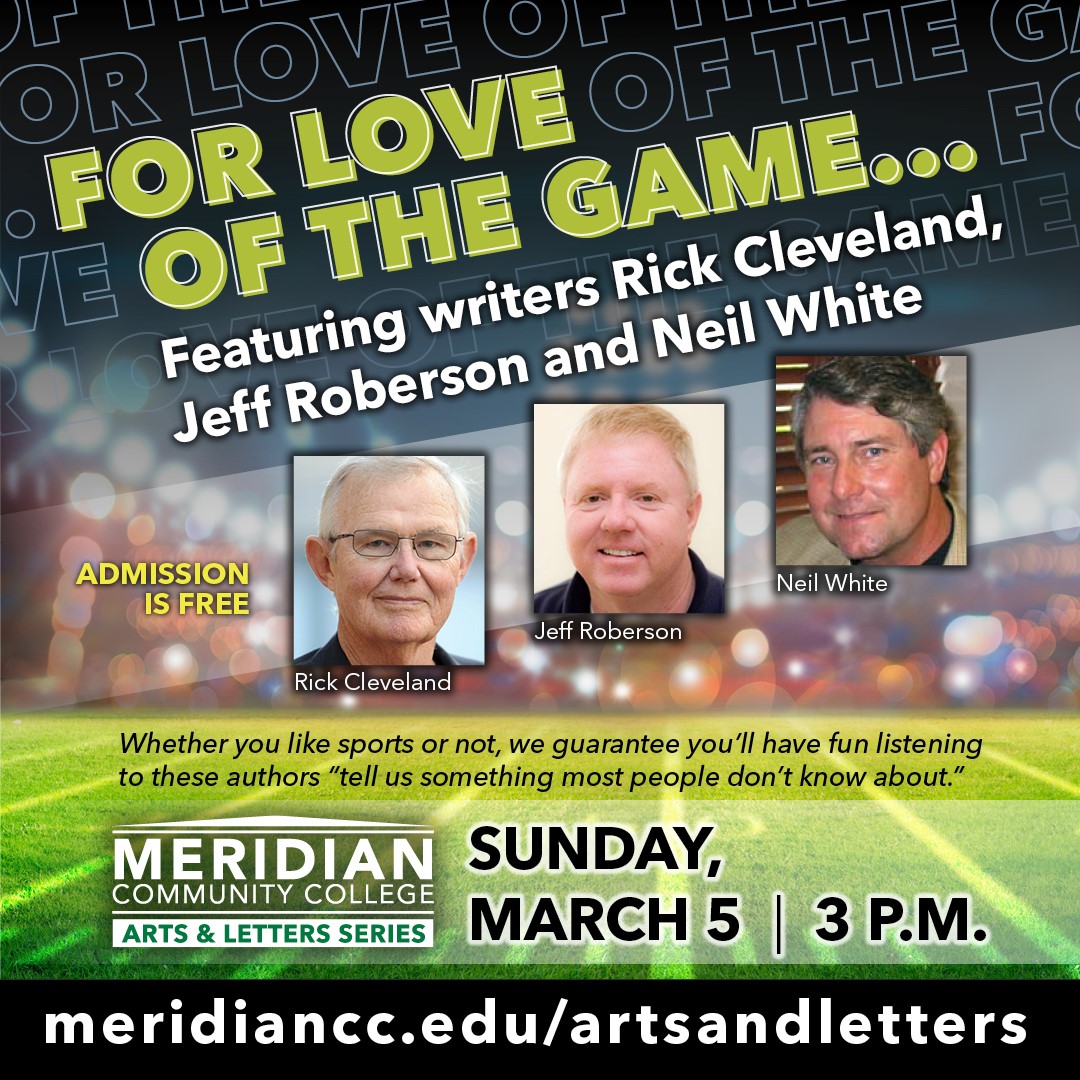 FOR LOVE
OF THE GAME...
Featuring writers Rick Cleveland,
Jeff Roberson and Neil White
Neil White
Jeff Roberson
Rick Cleveland
ADMISSION
IS FREE
Whether you like sports or not, we guarantee you’ll have fun listening
to these authors “tell us something most people don’t know about.”
MERIDIAN
COMMUNITY COLLEGE
ARTS & LETTERS SERIES
SUNDAY,
MARCH 5 | 3 P.M.
meridiancc.edu/artsandletters